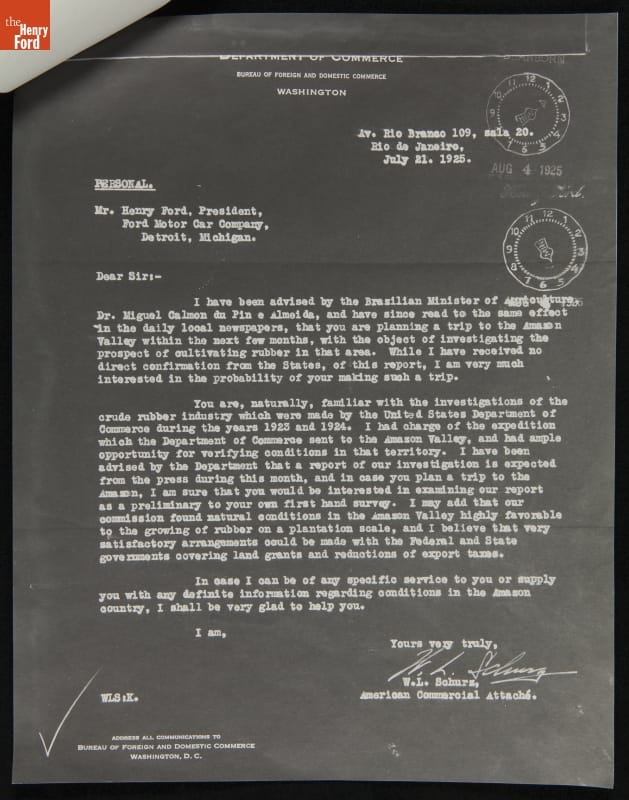 the
Henry
Ford
DEPARTMENT OF COMMERCE
BUREAU OF FOREIGN AND DOMESTIC COMMERCE
WASHINGTON
Av. Rio Branco 109, sala 20.
Rio de Janeiro,
July 21. 1925.
AUG 4 1925
PERSONAL.
Mr. Henry Ford, President,
Ford Motor Car Company,
Detroit, Michigan.
Dear Sir:-
I have been advised by the Brazilian Minister of Agriculture,
Dr. Miguel Calmon du Pin e Almeida, and have since read to the same effect
in the daily local newspapers, that you are planning a trip to the Amazon
Valley within the next few months, with the object of investigating the
prospect of cultivating rubber in that area. While I have received no
direct confirmation from the States, of this report, I am very much
interested in the probability of your making such a trip.
You are, naturally, familiar with the investigations of the
crude rubber industry which were made by the United States Department of
Commerce during the years 1923 and 1924. I had charge of the expedition
which the Department of Commerce sent to the Amazon Valley, and had ample
opportunity for verifying conditions in that territory. I have been
advised by the Department that a report of our investigation is expected
from the press during this month, and in case you plan a trip to the
Amazon, I am sure that you would be interested in examining our report
as a preliminary to your own first hand survey. I may add that our
commission found natural conditions in the Amazon Valley highly favorable
to the growing of rubber on a plantation scale, and I believe that very
satisfactory arrangements could be made with the Federal and State
governments covering land grants and reductions of export taxes.
In case I can be of any specific service to you or supply
you with any definite information regarding conditions in the Amazon
country, I shall be very glad to help you.
I am,
Yours very truly,
W. L. Schurz
W.L. Schurz,
American Commercial Attaché.
WLS:K.
ADDRESS ALL COMMUNICATIONS TO
BUREAU OF FOREIGN AND DOMESTIC COMMERCE
WASHINGTON, D. C.